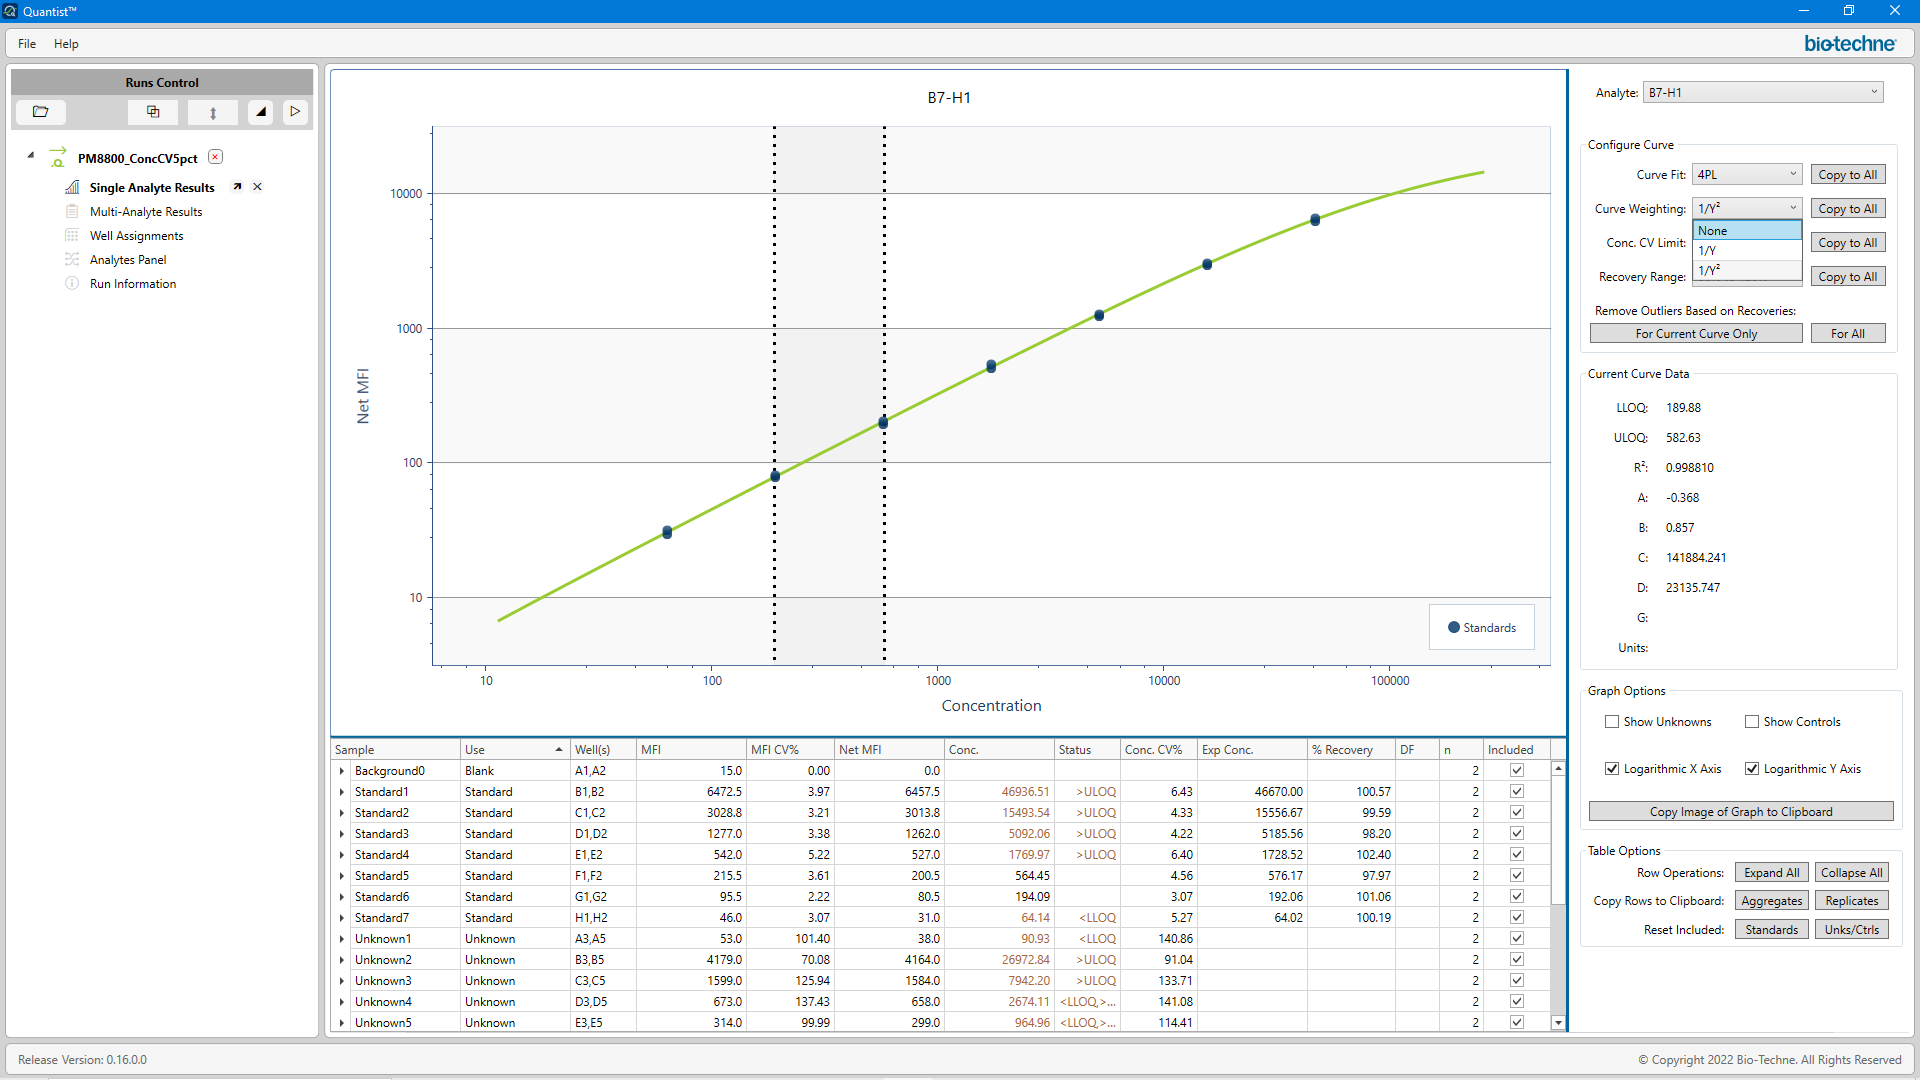 Quantist™
File Help
biotechne
Runs Control
PM8800_ConcCV5pct
Single Analyte Results
Multi-Analyte Results
Well Assignments
Analytes Panel
Run Information
B7-H1
10000
1000
100
10
Net MFI
10 100 1000 10000 100000
Concentration
Standards
Analyte: B7-H1
Configure Curve
Curve Fit: 4PL Copy to All
Curve Weighting: 1/Y² Copy to All
None
1/Y
1/Y²
Conc. CV Limit: Copy to All
Recovery Range: Copy to All
Remove Outliers Based on Recoveries:
For Current Curve Only For All
Current Curve Data
LLOQ: 189.88
ULOQ: 582.63
R²: 0.998810
A: -0.368
B: 0.857
C: 141884.241
D: 23135.747
G:
Units:
Graph Options
Show Unknowns Show Controls
Logarithmic X Axis Logarithmic Y Axis
Copy Image of Graph to Clipboard
Table Options
Row Operations: Expand All Collapse All
Copy Rows to Clipboard: Aggregates Replicates
Reset Included: Standards Unks/Ctrls
Sample Use Well(s) MFI MFI CV% Net MFI Conc. Status Conc. CV% Exp Conc. % Recovery DF n Included
Background0 Blank A1,A2 15.0 0.00 0.0 2
Standard1 Standard B1,B2 6472.5 3.97 6457.5 46936.51 >ULOQ 6.43 46670.00 100.57 2
Standard2 Standard C1,C2 3028.8 3.21 3013.8 15493.54 >ULOQ 4.33 15556.67 99.59 2
Standard3 Standard D1,D2 1277.0 3.38 1262.0 5092.06 >ULOQ 4.22 5185.56 98.20 2
Standard4 Standard E1,E2 542.0 5.22 527.0 1769.97 >ULOQ 6.40 1728.52 102.40 2
Standard5 Standard F1,F2 215.5 3.61 200.5 564.45 4.56 576.17 97.97 2
Standard6 Standard G1,G2 95.5 2.22 80.5 194.09 3.07 192.06 101.06 2
Standard7 Standard H1,H2 46.0 3.07 31.0 64.14 <LLOQ 5.27 64.02 100.19 2
Unknown1 Unknown A3,A5 53.0 101.40 38.0 90.93 <LLOQ 140.86 2
Unknown2 Unknown B3,B5 4179.0 70.08 4164.0 26972.84 >ULOQ 91.04 2
Unknown3 Unknown C3,C5 1599.0 125.94 1584.0 7942.20 >ULOQ 133.71 2
Unknown4 Unknown D3,D5 673.0 137.43 658.0 2674.11 <LLOQ,>... 141.08 2
Unknown5 Unknown E3,E5 314.0 99.99 299.0 964.96 <LLOQ,>... 114.41 2
Release Version: 0.16.0.0
© Copyright 2022 Bio-Techne. All Rights Reserved